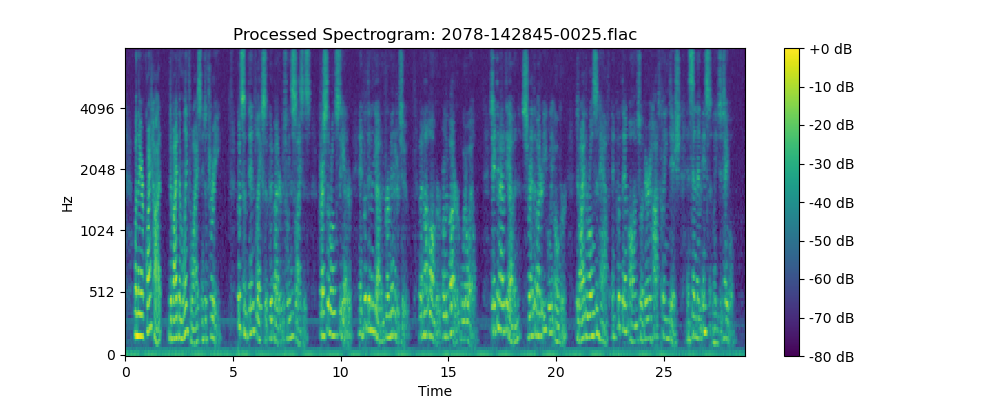 Processed Spectrogram: 2078-142845-0025.flac
Hz
4096
2048
1024
512
0
0 5 10 15 20 25
Time
+0 dB
-10 dB
-20 dB
-30 dB
-40 dB
-50 dB
-60 dB
-70 dB
-80 dB